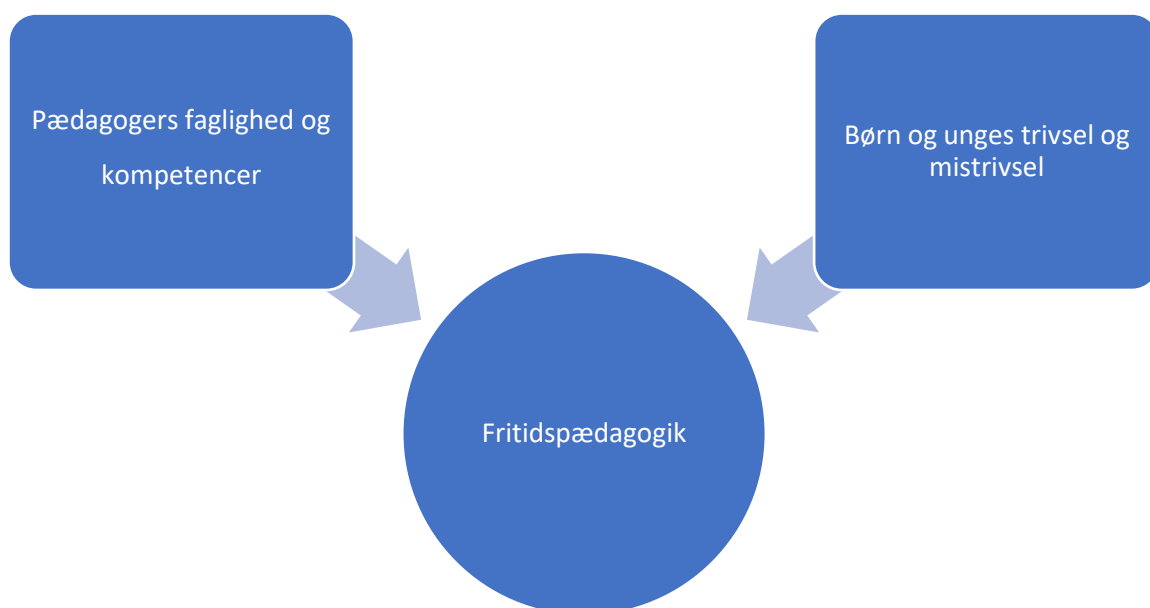 Pædagogers faglighed og
kompetencer
Børn og unges trivsel og
mistrivsel
Fritidspædagogik